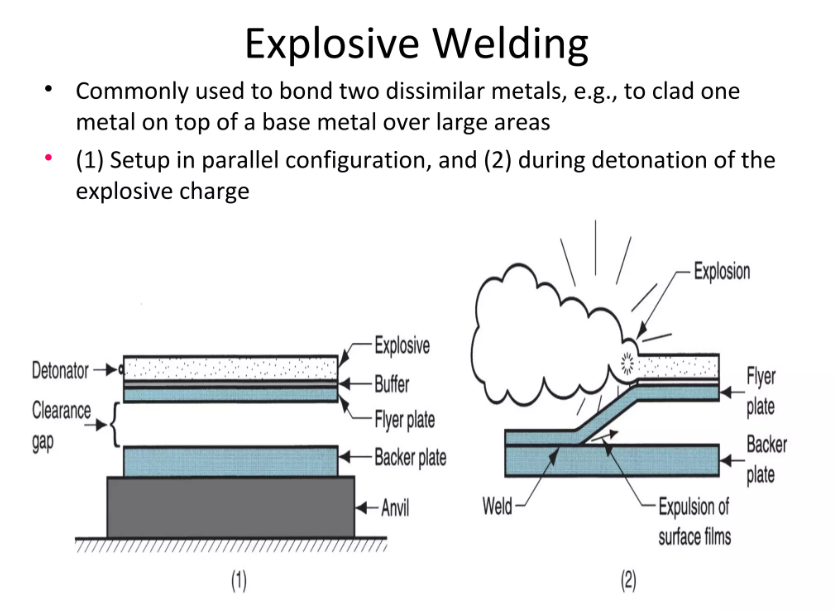 Explosive Welding
• Commonly used to bond two dissimilar metals, e.g., to clad one
metal on top of a base metal over large areas
• (1) Setup in parallel configuration, and (2) during detonation of the
explosive charge
Detonator
Clearance
gap
Explosive
Buffer
Flyer plate
Backer plate
Anvil
(1)
Explosion
Flyer
plate
Backer
plate
Weld
Expulsion of
surface films
(2)